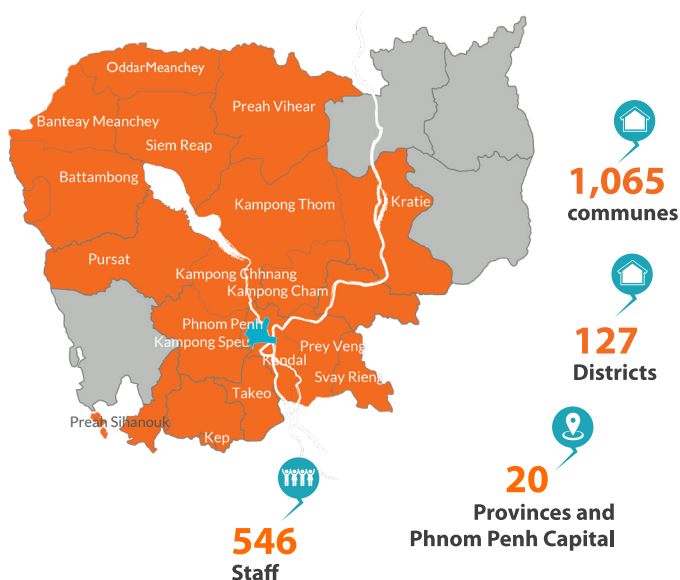 OddarMeanchey
Preah Vihear
Banteay Meanchey
Siem Reap
Battambong
Kampong Thom
Kratie
Pursat
Kampong Chhnang
Kampong Cham
Phnom Penh
Kampong Speu
Kandal
Prey Veng
Svay Rieng
Takeo
Preah Sihanouk
Kep
1,065
communes
127
Districts
20
Provinces and
Phnom Penh Capital
546
Staff